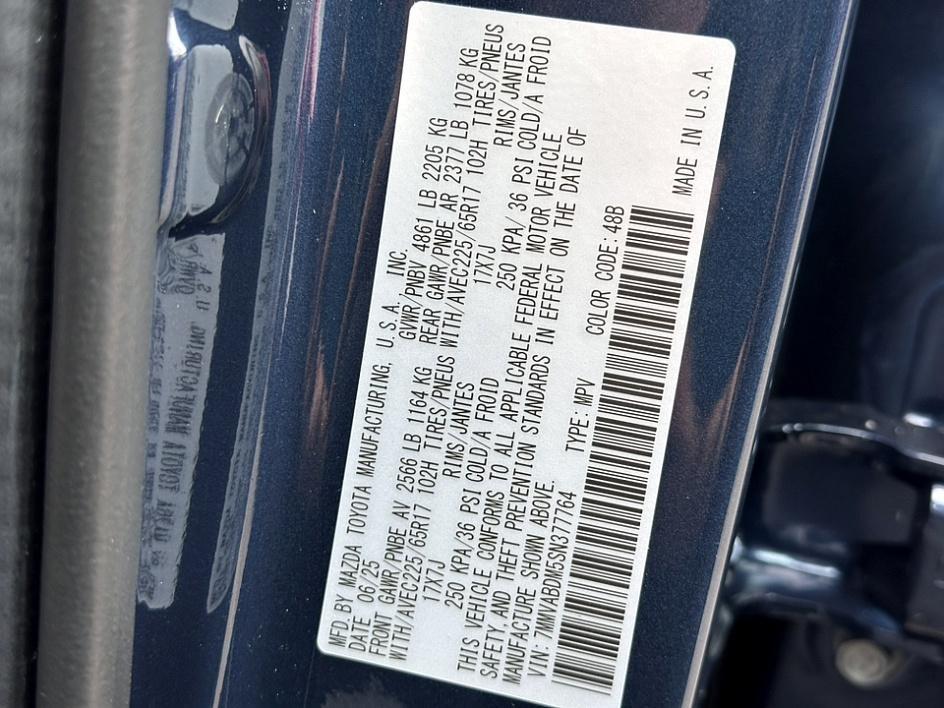 MFD. BY MAZDA TOYOTA MANUFACTURING, U.S.A. INC.
DATE 06/25 GVWR/PNBV 4861 LB 2205 KG
FRONT GAWR/PNBE AV 2566 LB 1164 KG REAR GAWR/PNBE AR 2377 LB 1078 KG
WITH/AVEC225/65R17 102H TIRES/PNEUS WITH/AVEC225/65R17 102H TIRES/PNEUS
17X7J RIMS/JANTES 17X7J RIMS/JANTES
250 KPA/36 PSI COLD/A FROID 250 KPA/ 36 PSI COLD/A FROID
THIS VEHICLE CONFORMS TO ALL APPLICABLE FEDERAL MOTOR VEHICLE
SAFETY, AND THEFT PREVENTION STANDARDS IN EFFECT ON THE DATE OF
MANUFACTURE SHOWN ABOVE.
VIN: 7MMVABDM5SN377764 TYPE: MPV COLOR CODE: 48B
MADE IN U.S.A.